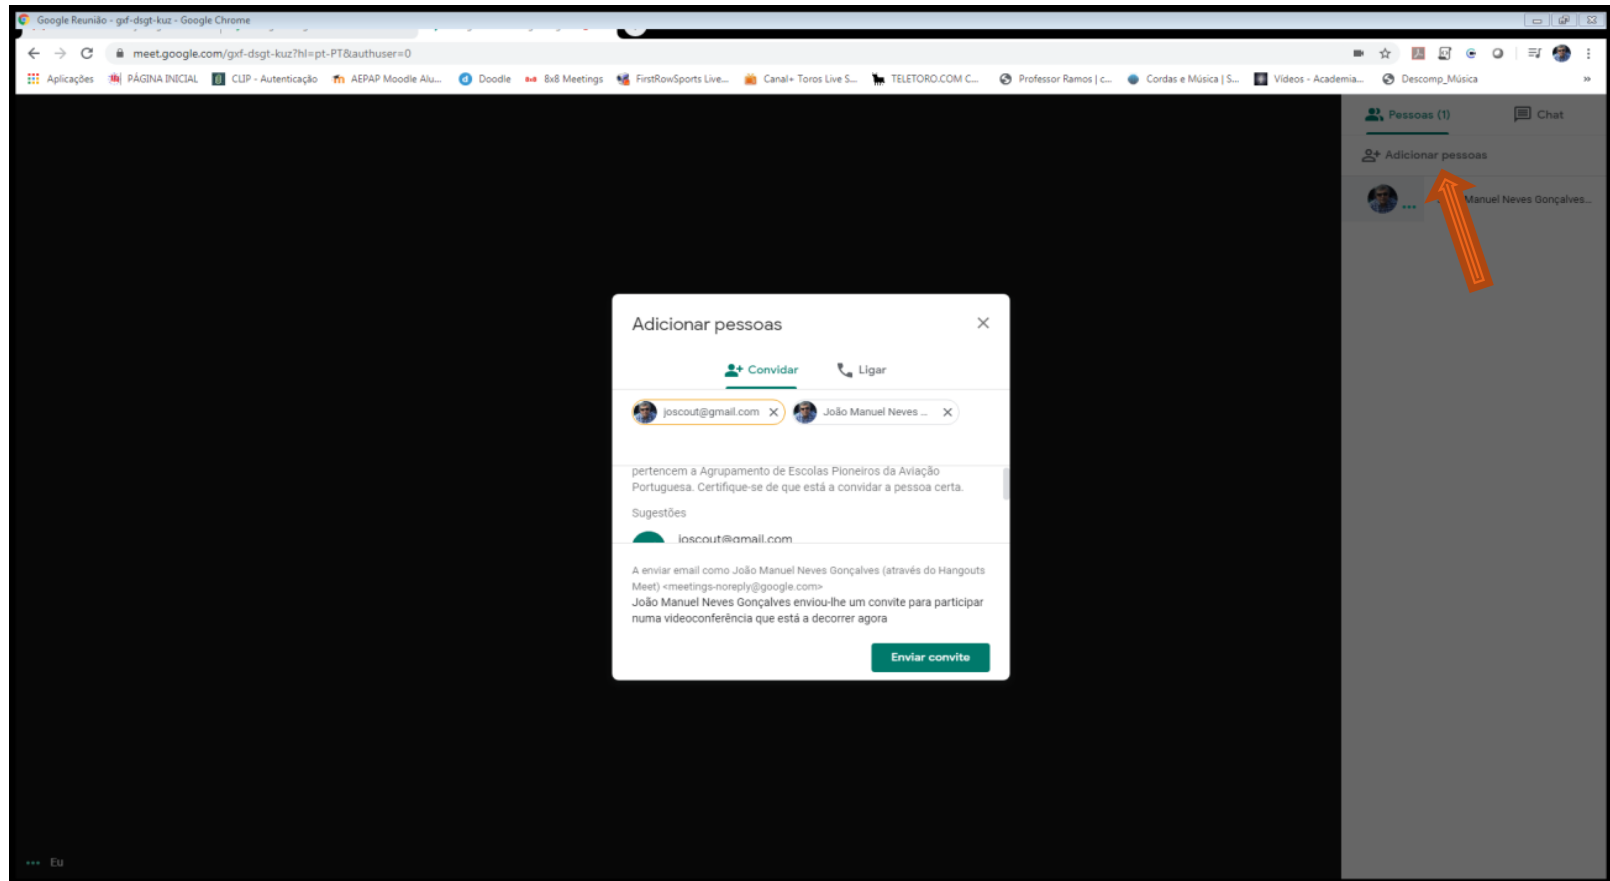 Google Reunião - gxf-dsgt-kuz - Google Chrome
meet.google.com/gxf-dsgt-kuz?hl=pt-PT&authuser=0
Aplicações PÁGINA INICIAL CLIP - Autenticação AEPAP Moodle Alu... Doodle 8x8 Meetings FirstRowSports Live... Canal+ Toros Live S... TELETORO.COM C... Professor Ramos | c... Cordas e Música | S... Vídeos - Academia... Descomp_Música »
Pessoas (1) Chat
Adicionar pessoas
Manuel Neves Gonçalves...
Adicionar pessoas
Convidar Ligar
joscout@gmail.com João Manuel Neves ...
pertencem a Agrupamento de Escolas Pioneiros da Aviação
Portuguesa. Certifique-se de que está a convidar a pessoa certa.
Sugestões
joscout@gmail.com
A enviar email como João Manuel Neves Gonçalves (através do Hangouts
Meet) <meetings-noreply@google.com>
João Manuel Neves Gonçalves enviou-lhe um convite para participar
numa videoconferência que está a decorrer agora
Enviar convite
Eu